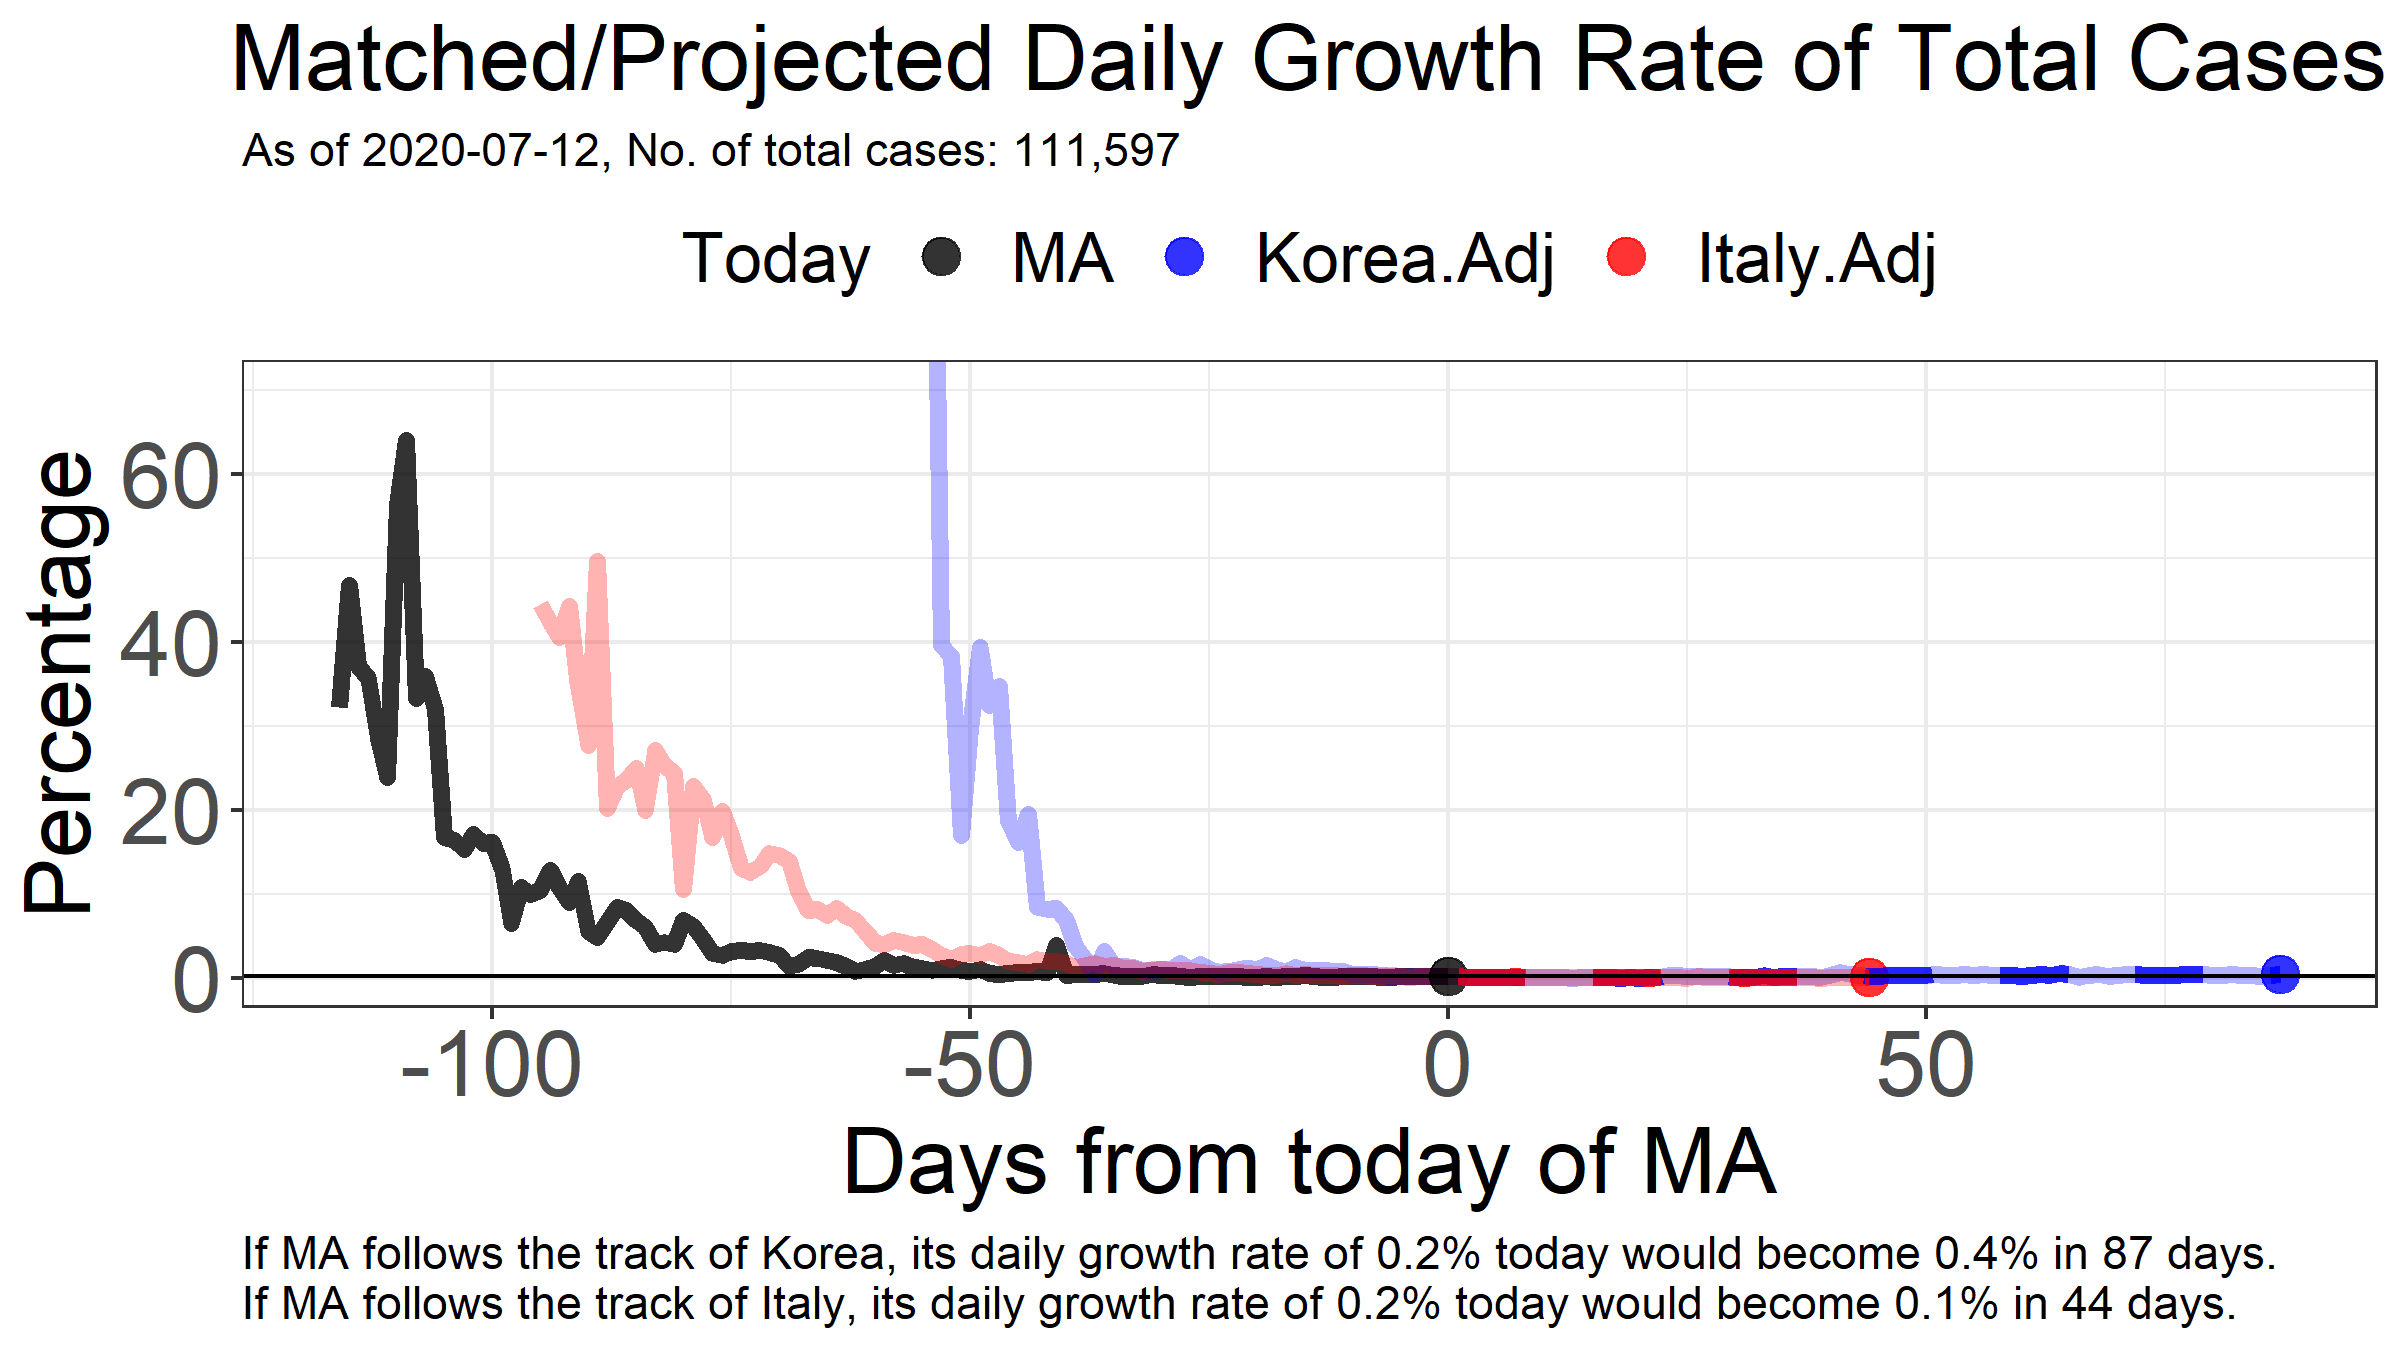 Matched/Projected Daily Growth Rate of Total Cases
As of 2020-07-12, No. of total cases: 111,597
Today MA Korea.Adj Italy.Adj
Percentage
60
40
20
0
-100 -50 0 50
Days from today of MA
If MA follows the track of Korea, its daily growth rate of 0.2% today would become 0.4% in 87 days.
If MA follows the track of Italy, its daily growth rate of 0.2% today would become 0.1% in 44 days.